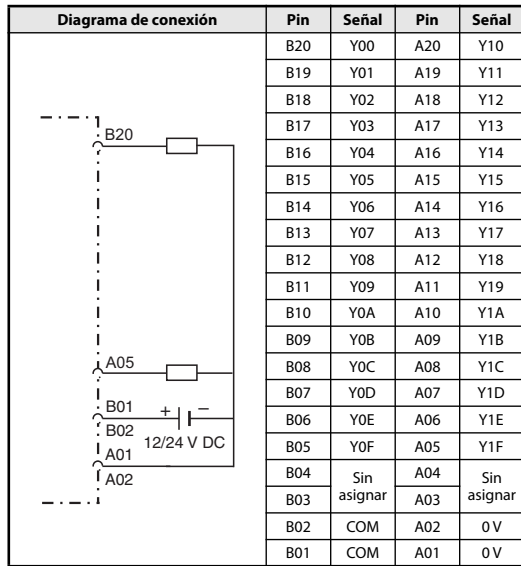 Diagrama de conexión Pin Señal Pin Señal
B20 Y00 A20 Y10
B19 Y01 A19 Y11
B18 Y02 A18 Y12
B17 Y03 A17 Y13
B16 Y04 A16 Y14
B15 Y05 A15 Y15
B14 Y06 A14 Y16
B13 Y07 A13 Y17
B12 Y08 A12 Y18
B11 Y09 A11 Y19
B10 Y0A A10 Y1A
B09 Y0B A09 Y1B
B08 Y0C A08 Y1C
B07 Y0D A07 Y1D
B06 Y0E A06 Y1E
B05 Y0F A05 Y1F
B04 Sin asignar A04 Sin asignar
B03 A03
B02 COM A02 0 V
B01 COM A01 0 V
B20
A05
B01 + –
B02 12/24 V DC
A01
A02